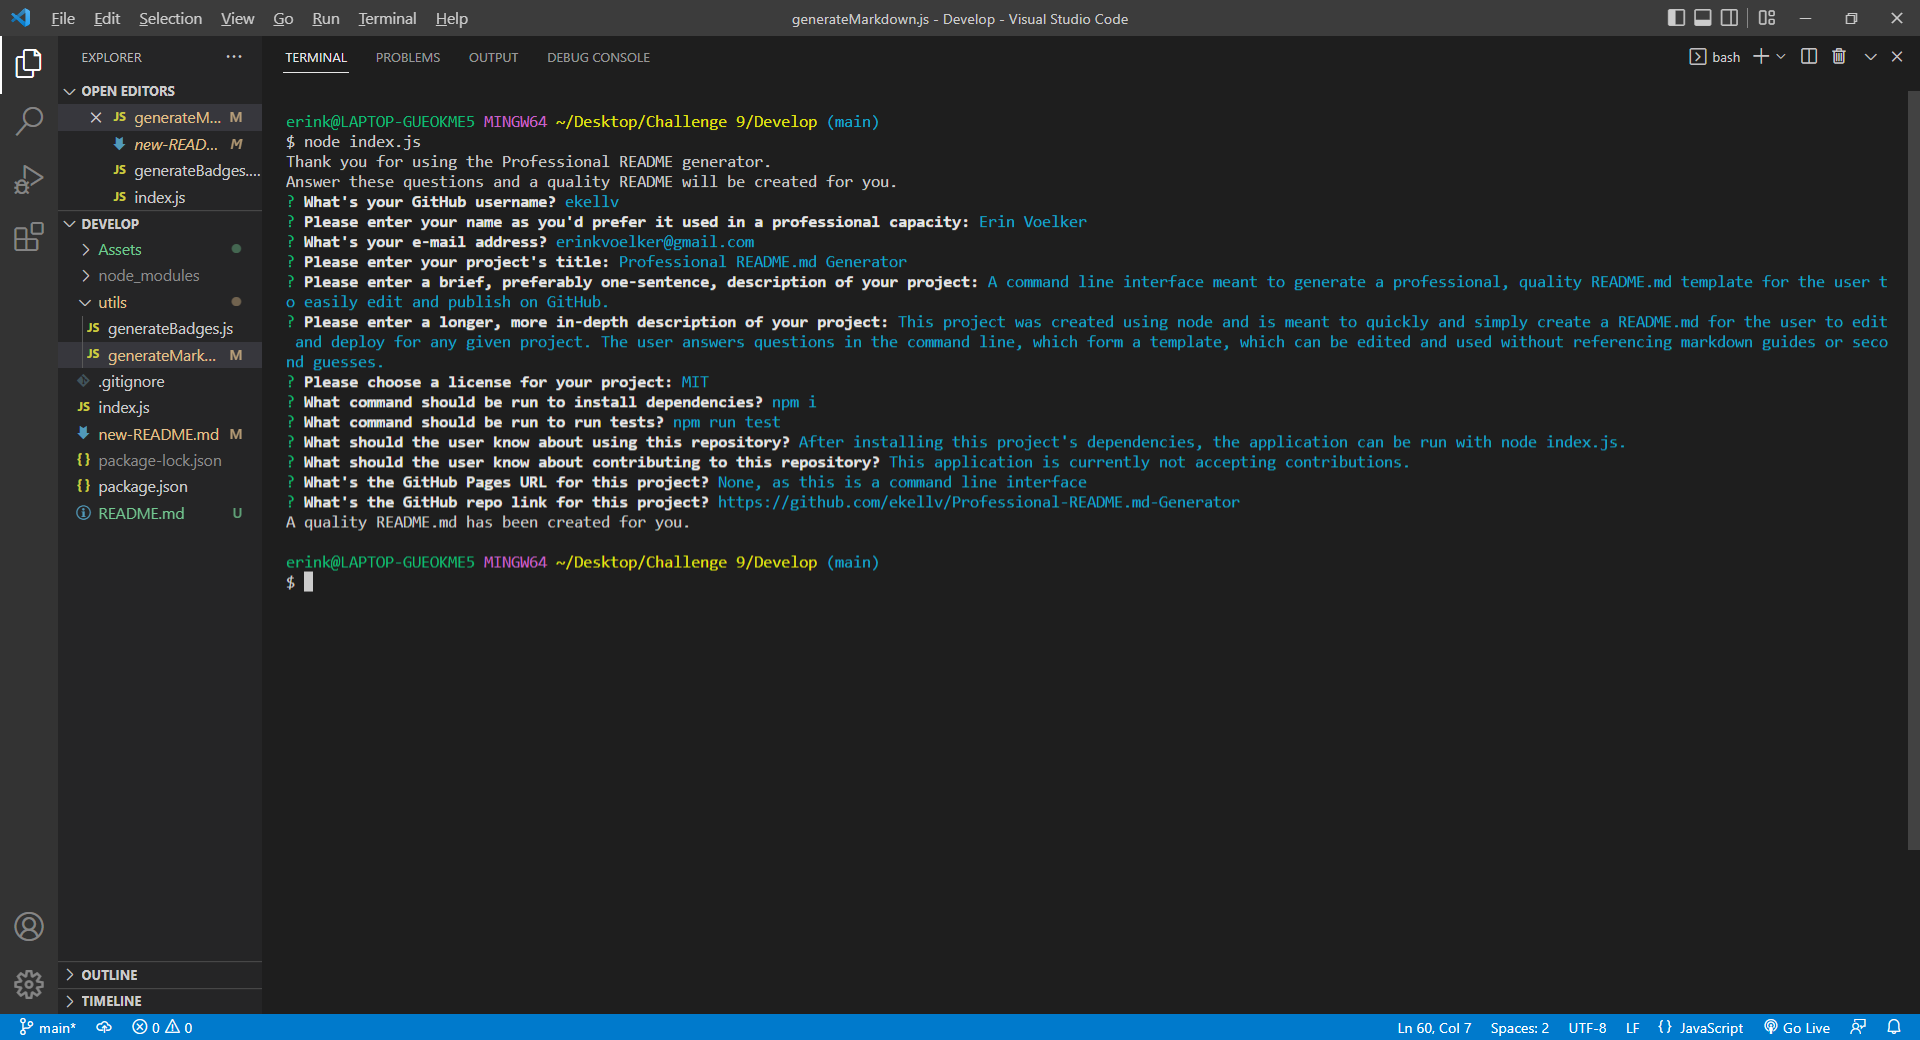 File Edit Selection View Go Run Terminal Help
generateMarkdown.js - Develop - Visual Studio Code
EXPLORER ...
OPEN EDITORS
JS generateM... M
new-READ... M
JS generateBadges....
JS index.js
DEVELOP
Assets
node_modules
utils
JS generateBadges.js
JS generateMark... M
.gitignore
JS index.js
new-README.md M
{} package-lock.json
{} package.json
README.md U
OUTLINE
TIMELINE
TERMINAL PROBLEMS OUTPUT DEBUG CONSOLE
bash
erink@LAPTOP-GUEOKME5 MINGW64 ~/Desktop/Challenge 9/Develop (main)
$ node index.js
Thank you for using the Professional README generator.
Answer these questions and a quality README will be created for you.
? What's your GitHub username? ekellv
? Please enter your name as you'd prefer it used in a professional capacity: Erin Voelker
? What's your e-mail address? erinkvoelker@gmail.com
? Please enter your project's title: Professional README.md Generator
? Please enter a brief, preferably one-sentence, description of your project: A command line interface meant to generate a professional, quality README.md template for the user t
o easily edit and publish on GitHub.
? Please enter a longer, more in-depth description of your project: This project was created using node and is meant to quickly and simply create a README.md for the user to edit
and deploy for any given project. The user answers questions in the command line, which form a template, which can be edited and used without referencing markdown guides or seco
nd guesses.
? Please choose a license for your project: MIT
? What command should be run to install dependencies? npm i
? What command should be run to run tests? npm run test
? What should the user know about using this repository? After installing this project's dependencies, the application can be run with node index.js.
? What should the user know about contributing to this repository? This application is currently not accepting contributions.
? What's the GitHub Pages URL for this project? None, as this is a command line interface
? What's the GitHub repo link for this project? https://github.com/ekellv/Professional-README.md-Generator
A quality README.md has been created for you.
erink@LAPTOP-GUEOKME5 MINGW64 ~/Desktop/Challenge 9/Develop (main)
$
main* 0 0
Ln 60, Col 7 Spaces: 2 UTF-8 LF {} JavaScript Go Live